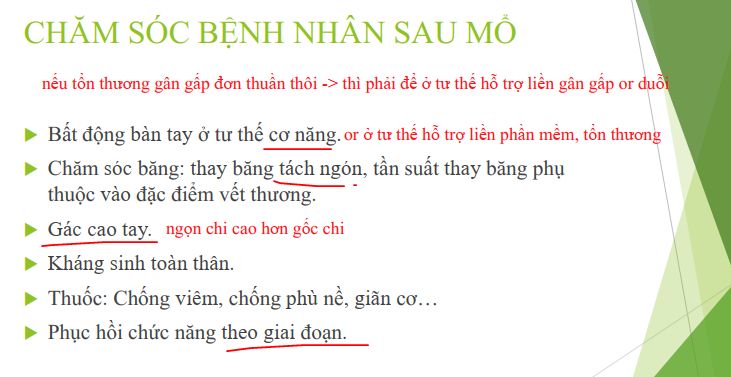 CHĂM SÓC BỆNH NHÂN SAU MỔ
nếu tổn thương gân gấp đơn thuần thôi -> thì phải để ở tư thế hỗ trợ liền gân gấp or duỗi
Bất động bàn tay ở tư thế cơ năng. or ở tư thế hỗ trợ liền phần mềm, tổn thương
Chăm sóc băng: thay băng tách ngón, tần suất thay băng phụ
thuộc vào đặc điểm vết thương.
Gác cao tay. ngọn chi cao hơn gốc chi
Kháng sinh toàn thân.
Thuốc: Chống viêm, chống phù nề, giãn cơ…
Phục hồi chức năng theo giai đoạn.